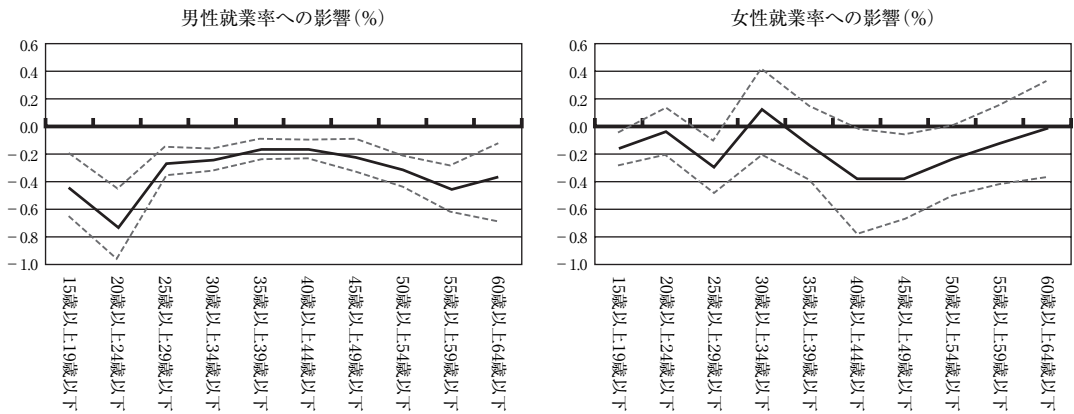 男性就業率への影響（%）
0.6
0.4
0.2
0.0
－0.2
－0.4
－0.6
－0.8
－1.0
15歳以上19歳以下
20歳以上24歳以下
25歳以上29歳以下
30歳以上34歳以下
35歳以上39歳以下
40歳以上44歳以下
45歳以上49歳以下
50歳以上54歳以下
55歳以上59歳以下
60歳以上64歳以下
女性就業率への影響（%）
0.6
0.4
0.2
0.0
－0.2
－0.4
－0.6
－0.8
－1.0
15歳以上19歳以下
20歳以上24歳以下
25歳以上29歳以下
30歳以上34歳以下
35歳以上39歳以下
40歳以上44歳以下
45歳以上49歳以下
50歳以上54歳以下
55歳以上59歳以下
60歳以上64歳以下